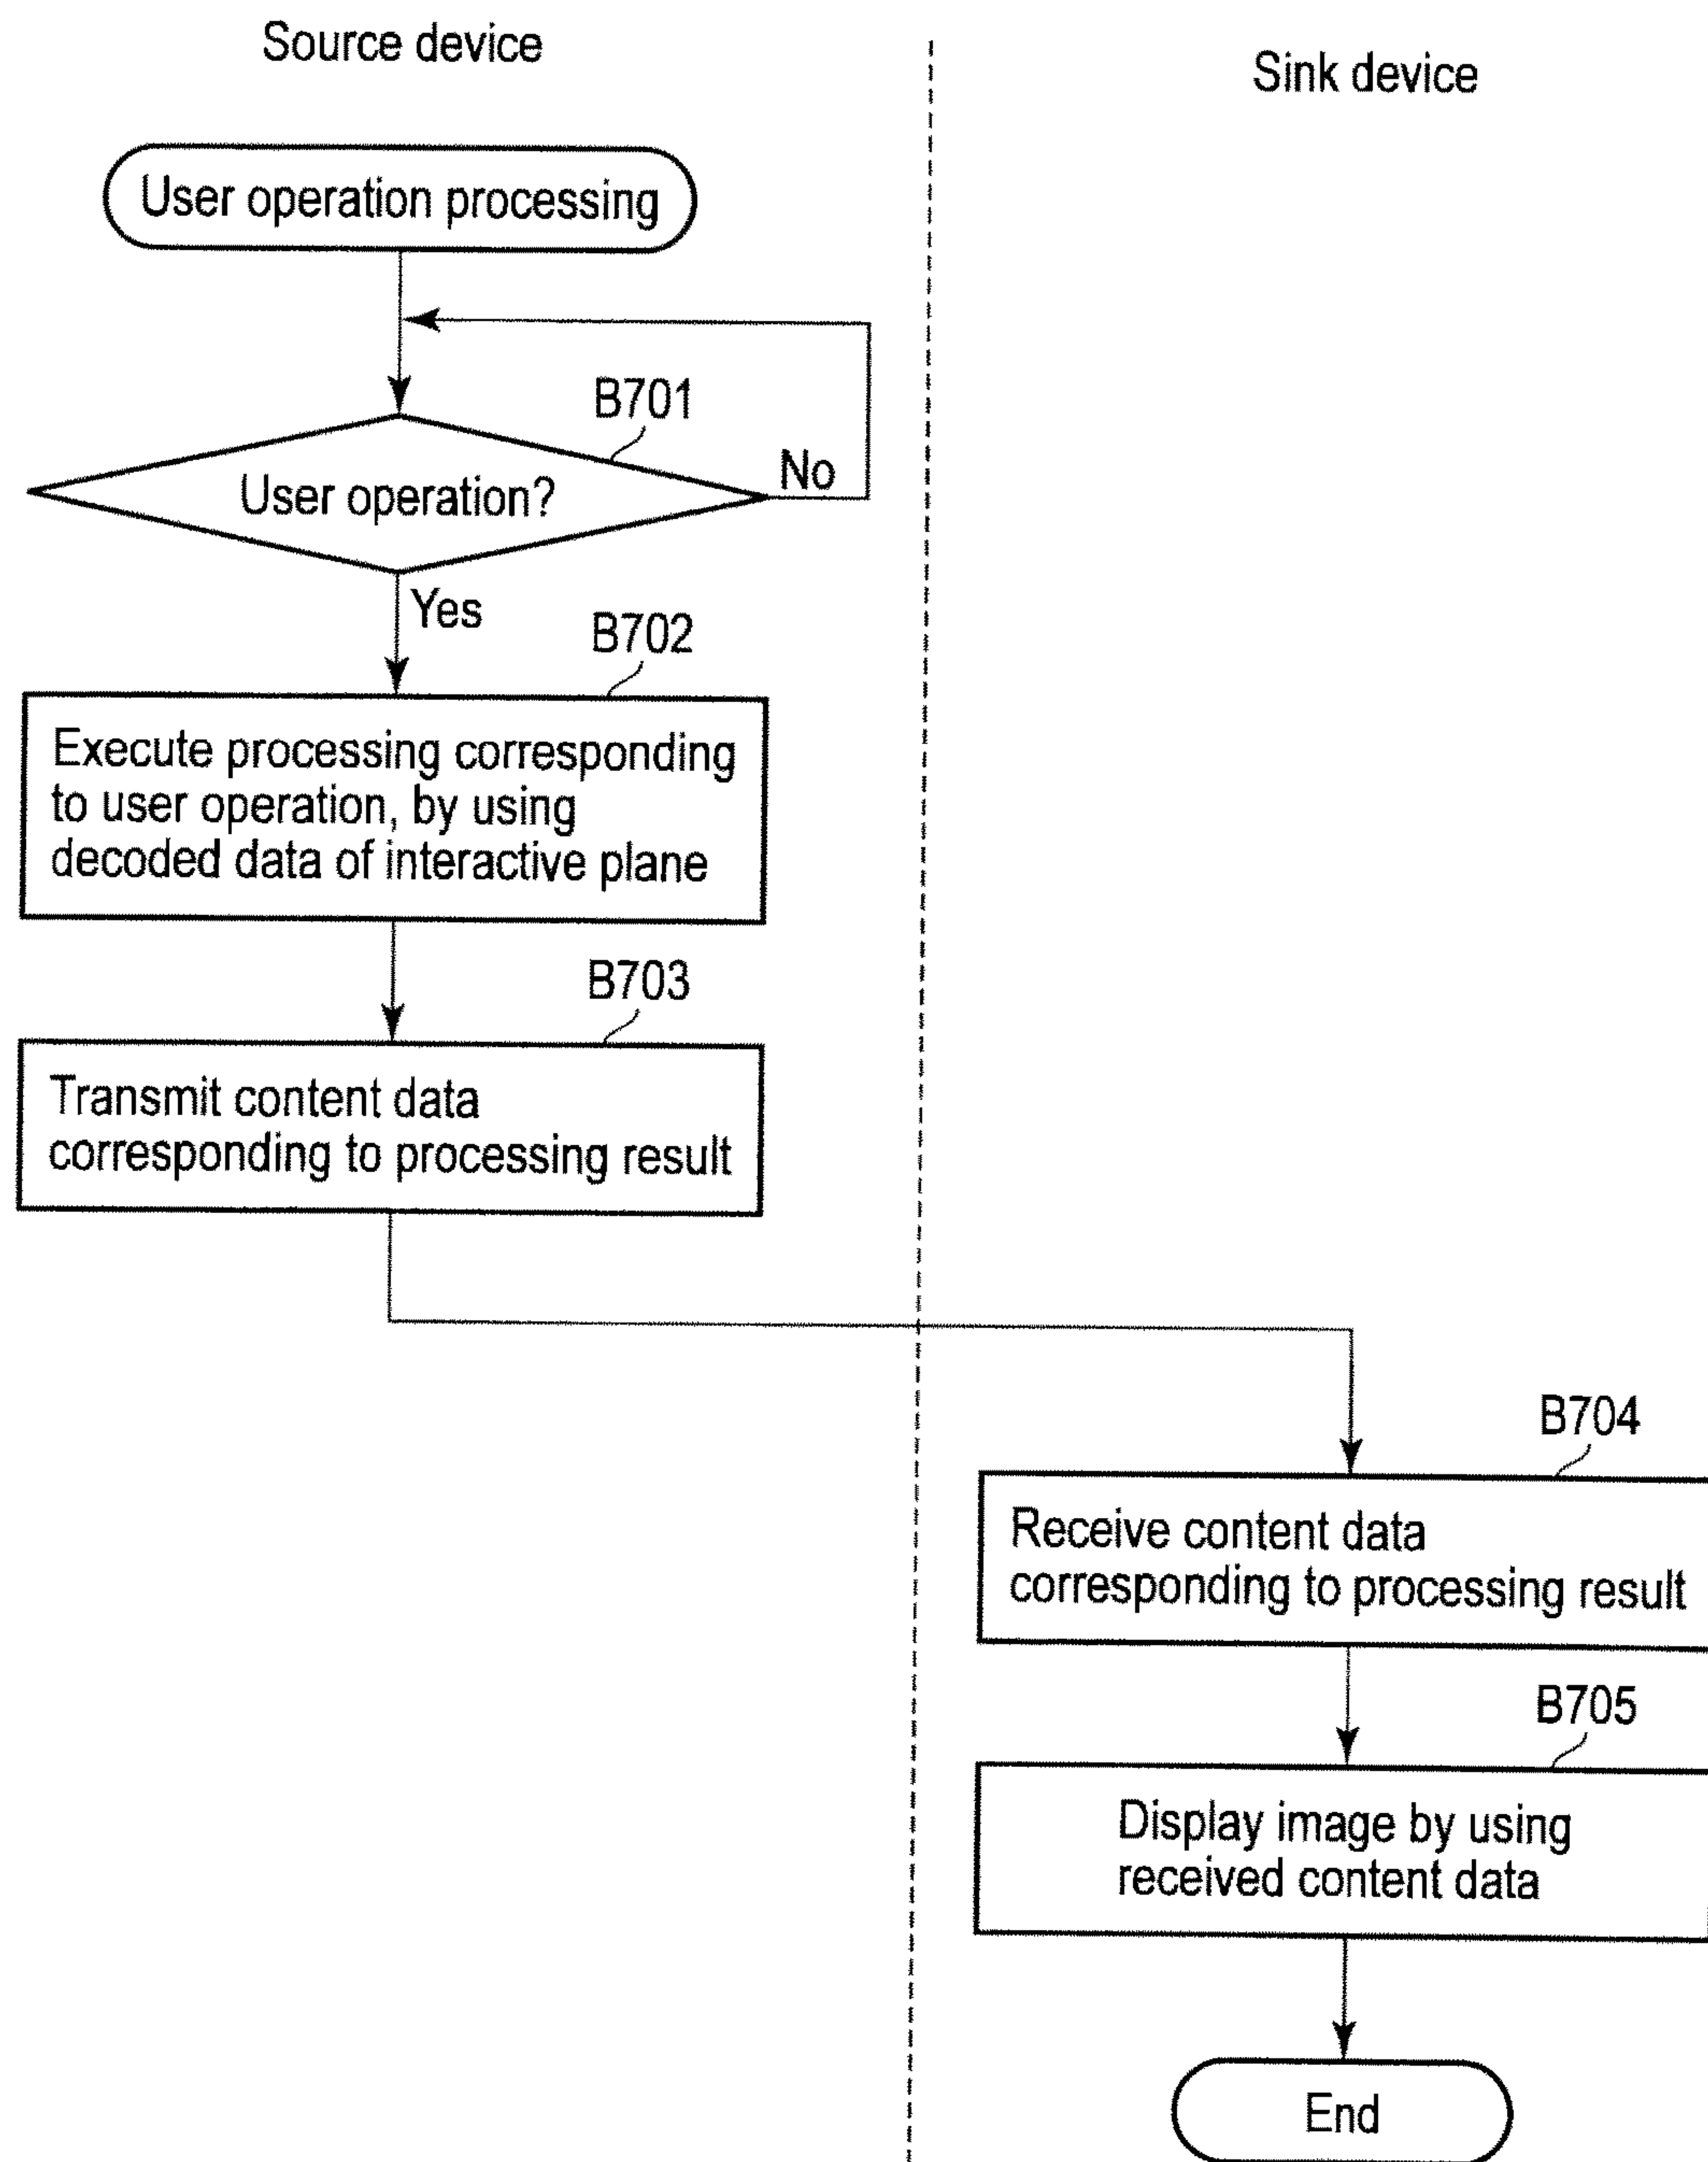 Source device
Sink device
User operation processing
B701
User operation?
No
Yes
B702
Execute processing corresponding
to user operation, by using
decoded data of interactive plane
B703
Transmit content data
corresponding to processing result
B704
Receive content data
corresponding to processing result
B705
Display image by using
received content data
End